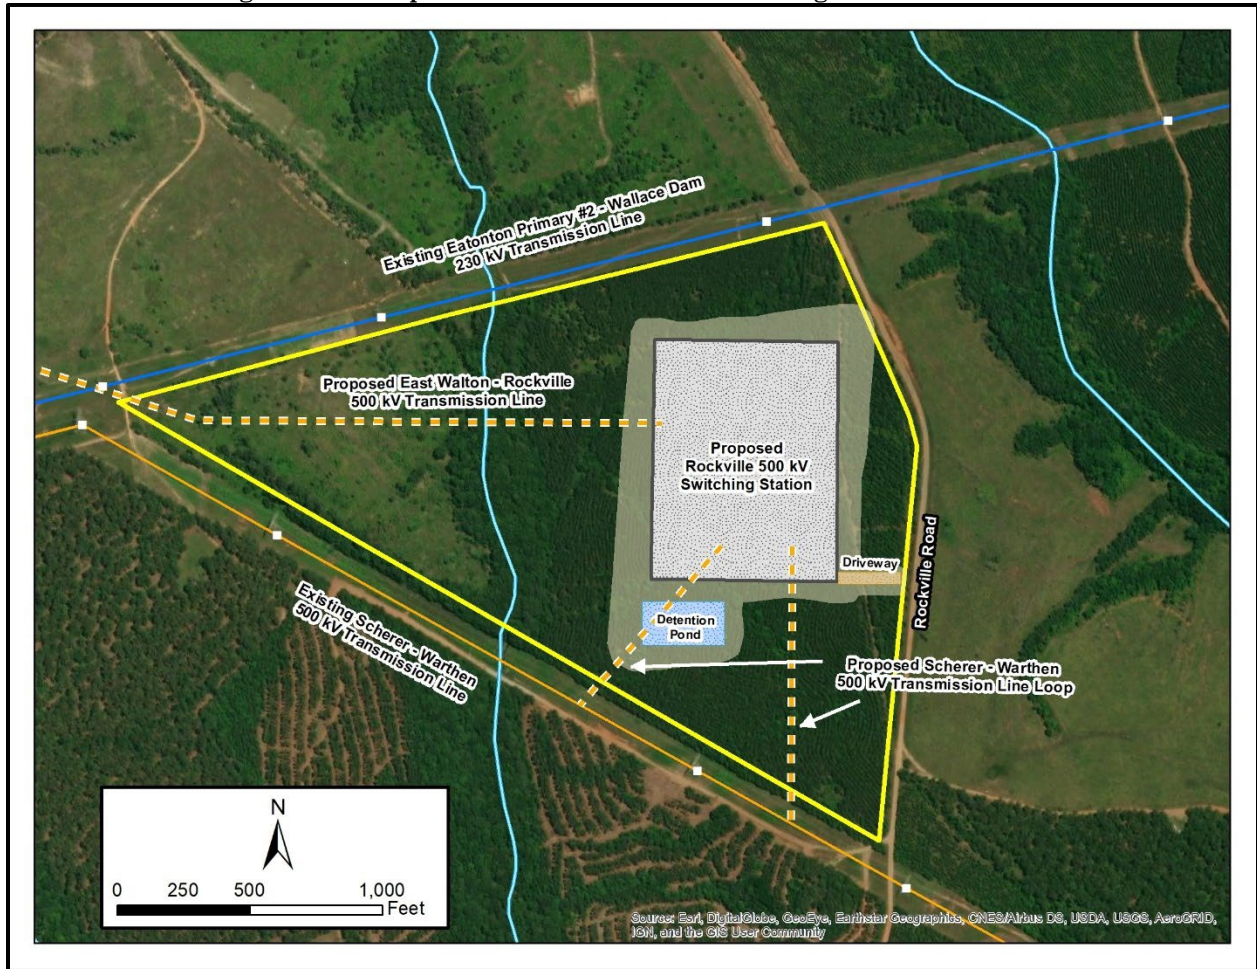 Existing Eatonton Primary #2 - Wallace Dam
230 kV Transmission Line
Proposed East Walton - Rockville
500 kV Transmission Line
Proposed
Rockville 500 kV
Switching Station
Driveway
Rockville Road
Detention
Pond
Existing Scherer - Warthen
500 kV Transmission Line
Proposed Scherer - Warthen
500 kV Transmission Line Loop
N
0 250 500 1,000
Feet
Source: Esri, DigitalGlobe, GeoEye, Earthstar Geographics, CNES/Airbus DS, USDA, USGS, AeroGRID,
IGN, and the GIS User Community